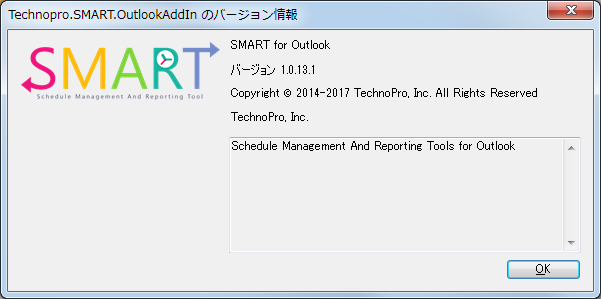 Technopro.SMART.OutlookAddIn のバージョン情報
SMART
Schedule Management And Reporting Tool
SMART for Outlook
バージョン 1.0.13.1
Copyright © 2014-2017 TechnoPro, Inc. All Rights Reserved
TechnoPro, Inc.
Schedule Management And Reporting Tools for Outlook
OK